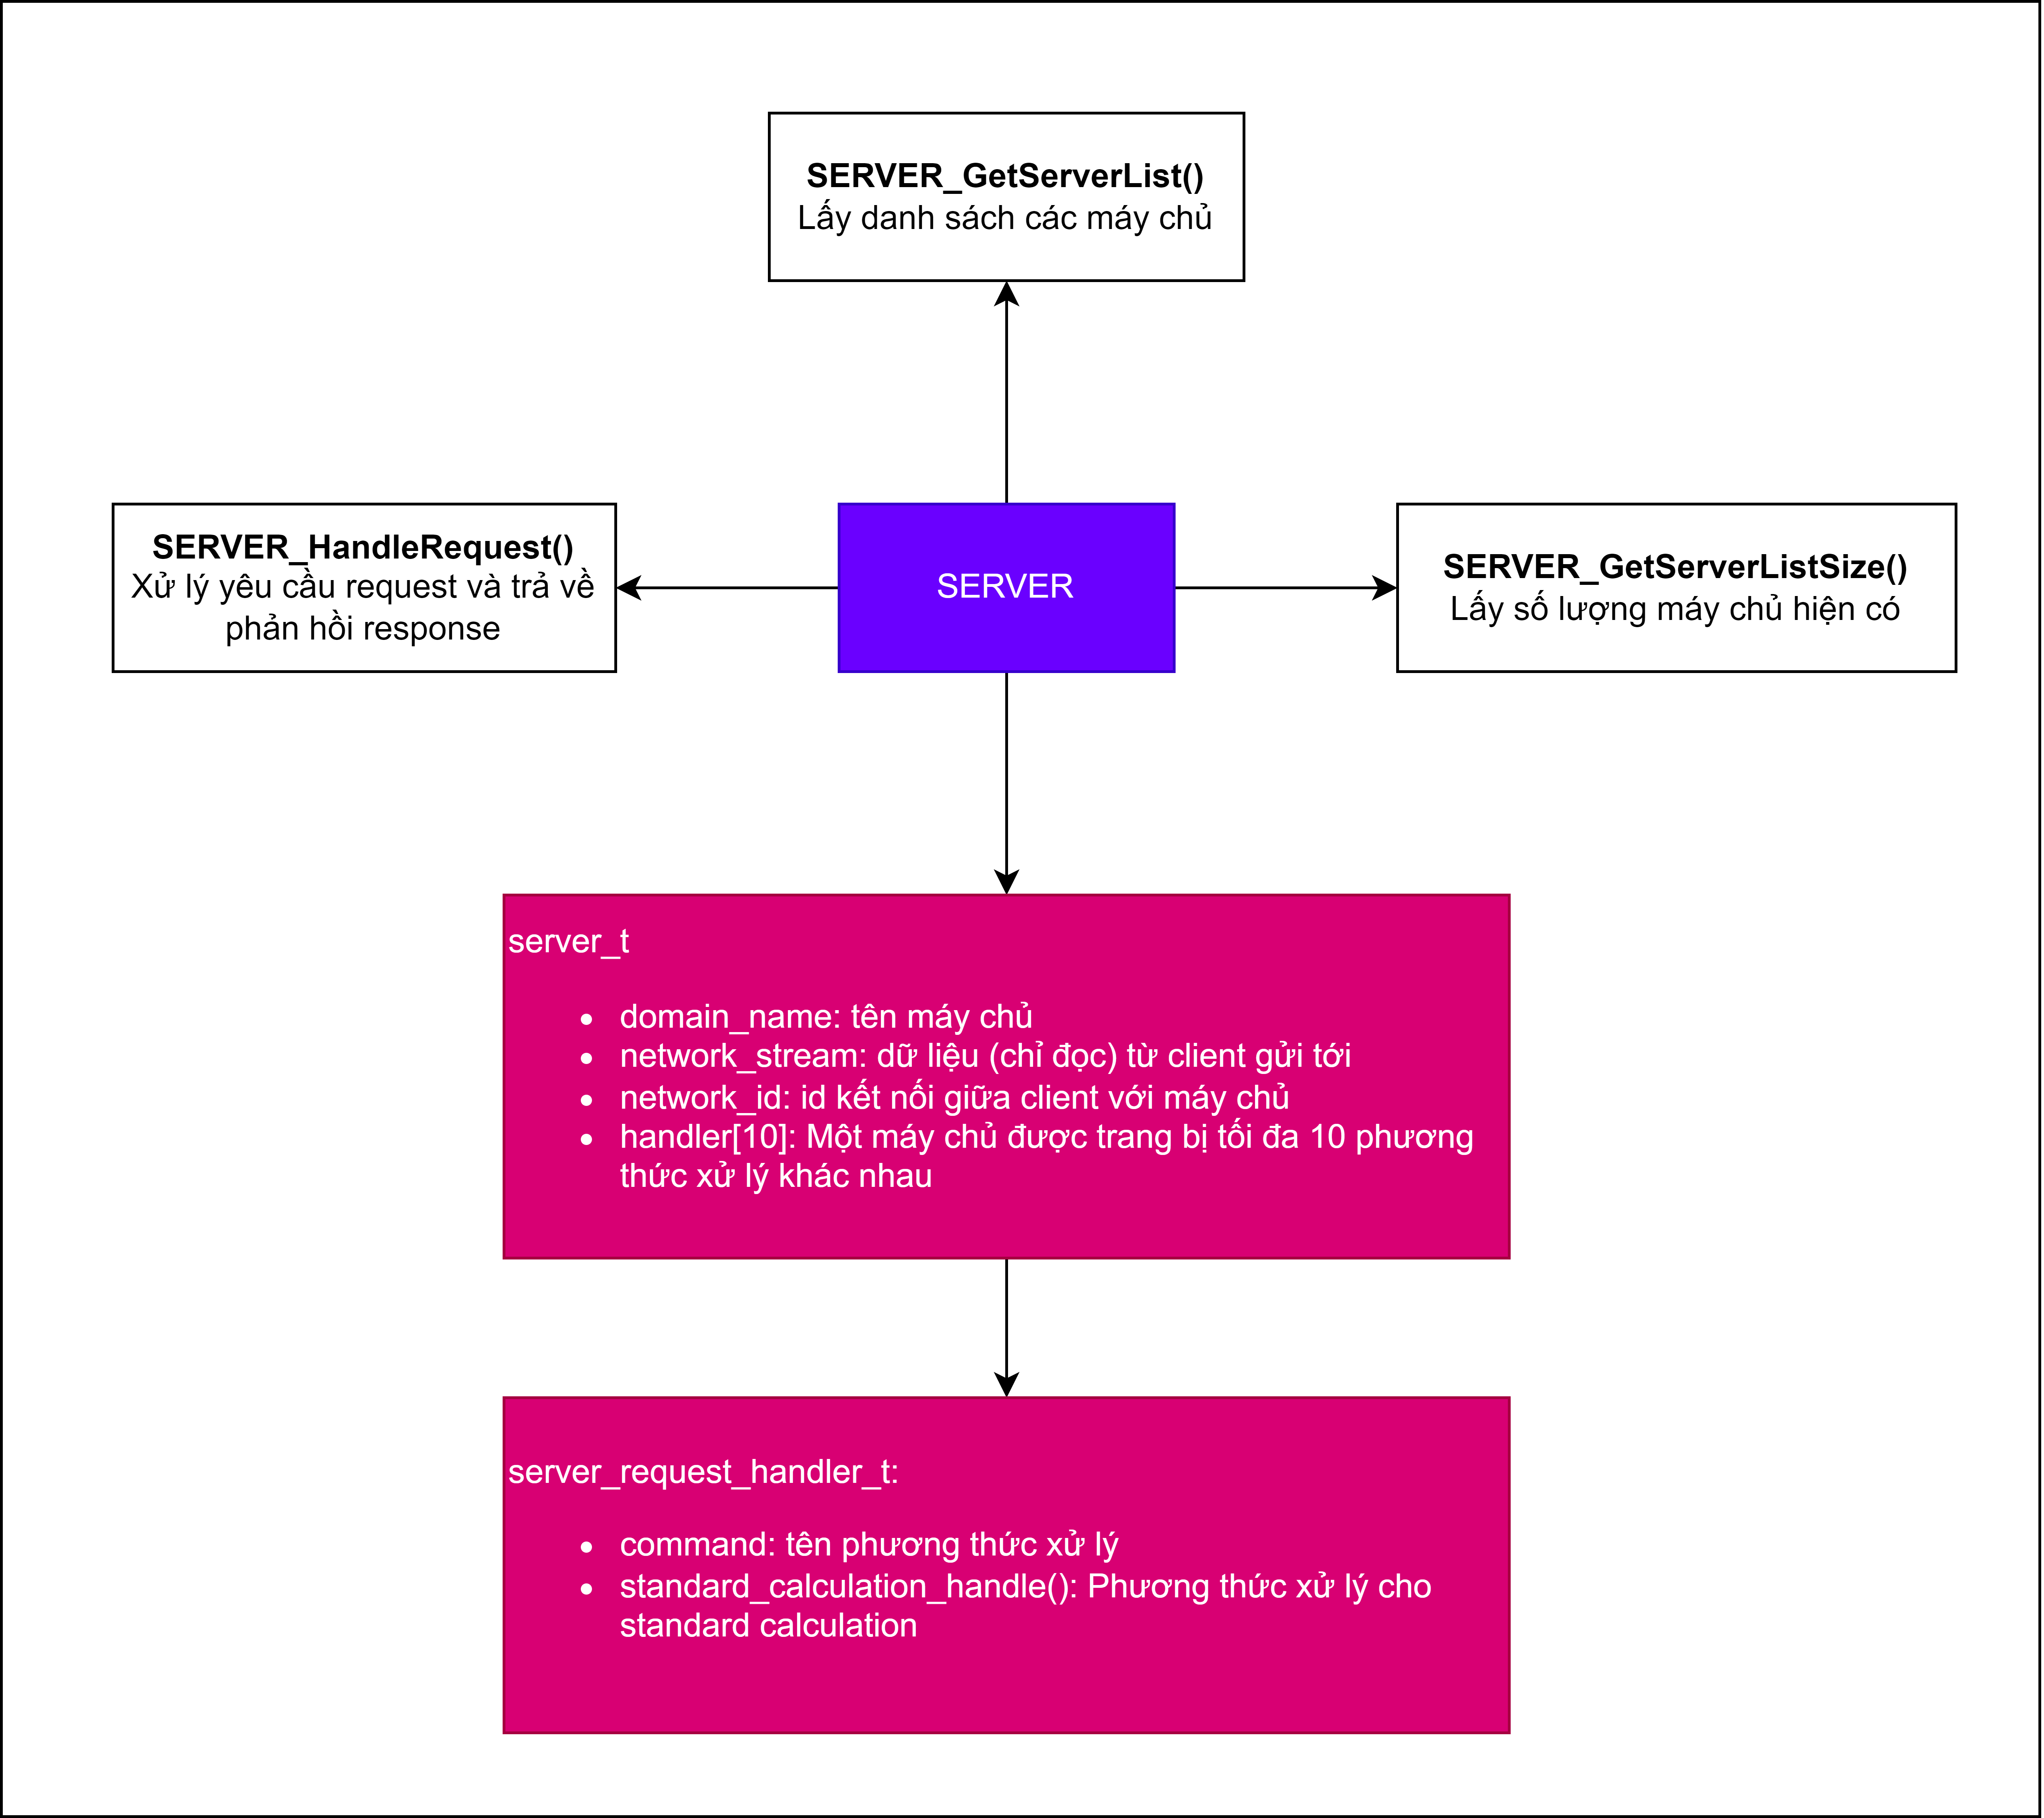 SERVER_GetServerList()
Lấy danh sách các máy chủ
SERVER_HandleRequest()
Xử lý yêu cầu request và trả về
phản hồi response
SERVER
SERVER_GetServerListSize()
Lấy số lượng máy chủ hiện có
server_t
domain_name: tên máy chủ
network_stream: dữ liệu (chỉ đọc) từ client gửi tới
network_id: id kết nối giữa client với máy chủ
handler[10]: Một máy chủ được trang bị tối đa 10 phương
thức xử lý khác nhau
server_request_handler_t:
command: tên phương thức xử lý
standard_calculation_handle(): Phương thức xử lý cho
standard calculation